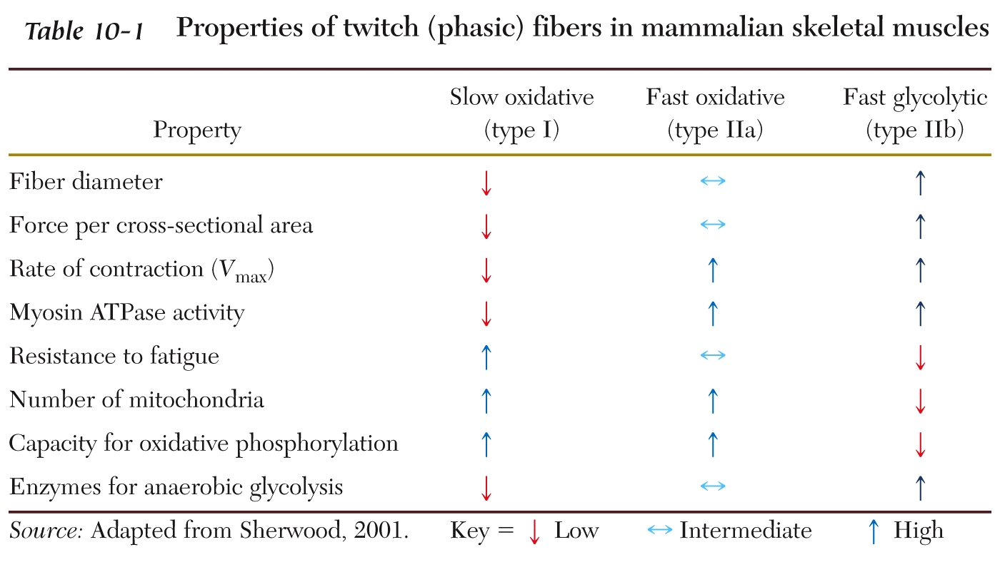 Table 10-1 Properties of twitch (phasic) fibers in mammalian skeletal muscles
Slow oxidative Fast oxidative Fast glycolytic
Property (type I) (type IIa) (type IIb)
Fiber diameter ↓ ↔ ↑
Force per cross-sectional area ↓ ↔ ↑
Rate of contraction (Vmax) ↓ ↑ ↑
Myosin ATPase activity ↓ ↑ ↑
Resistance to fatigue ↑ ↔ ↓
Number of mitochondria ↑ ↑ ↓
Capacity for oxidative phosphorylation ↑ ↑ ↓
Enzymes for anaerobic glycolysis ↓ ↔ ↑
Source: Adapted from Sherwood, 2001. Key = ↓ Low ↔ Intermediate ↑ High